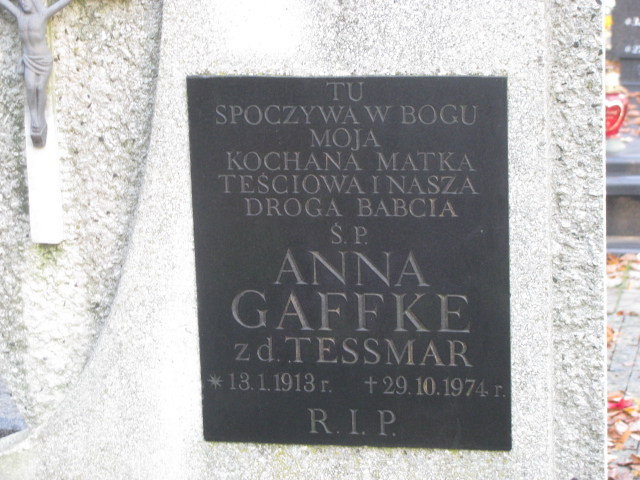 TU
SPOCZYWA W BOGU
MOJA
KOCHANA MATKA
TEŚCIOWA I NASZA
DROGA BABCIA
Ś.P.
ANNA
GAFFKE
zd. TESSMAR
* 13.1.1913 r. † 29.10.1974 r.
R.I.P.